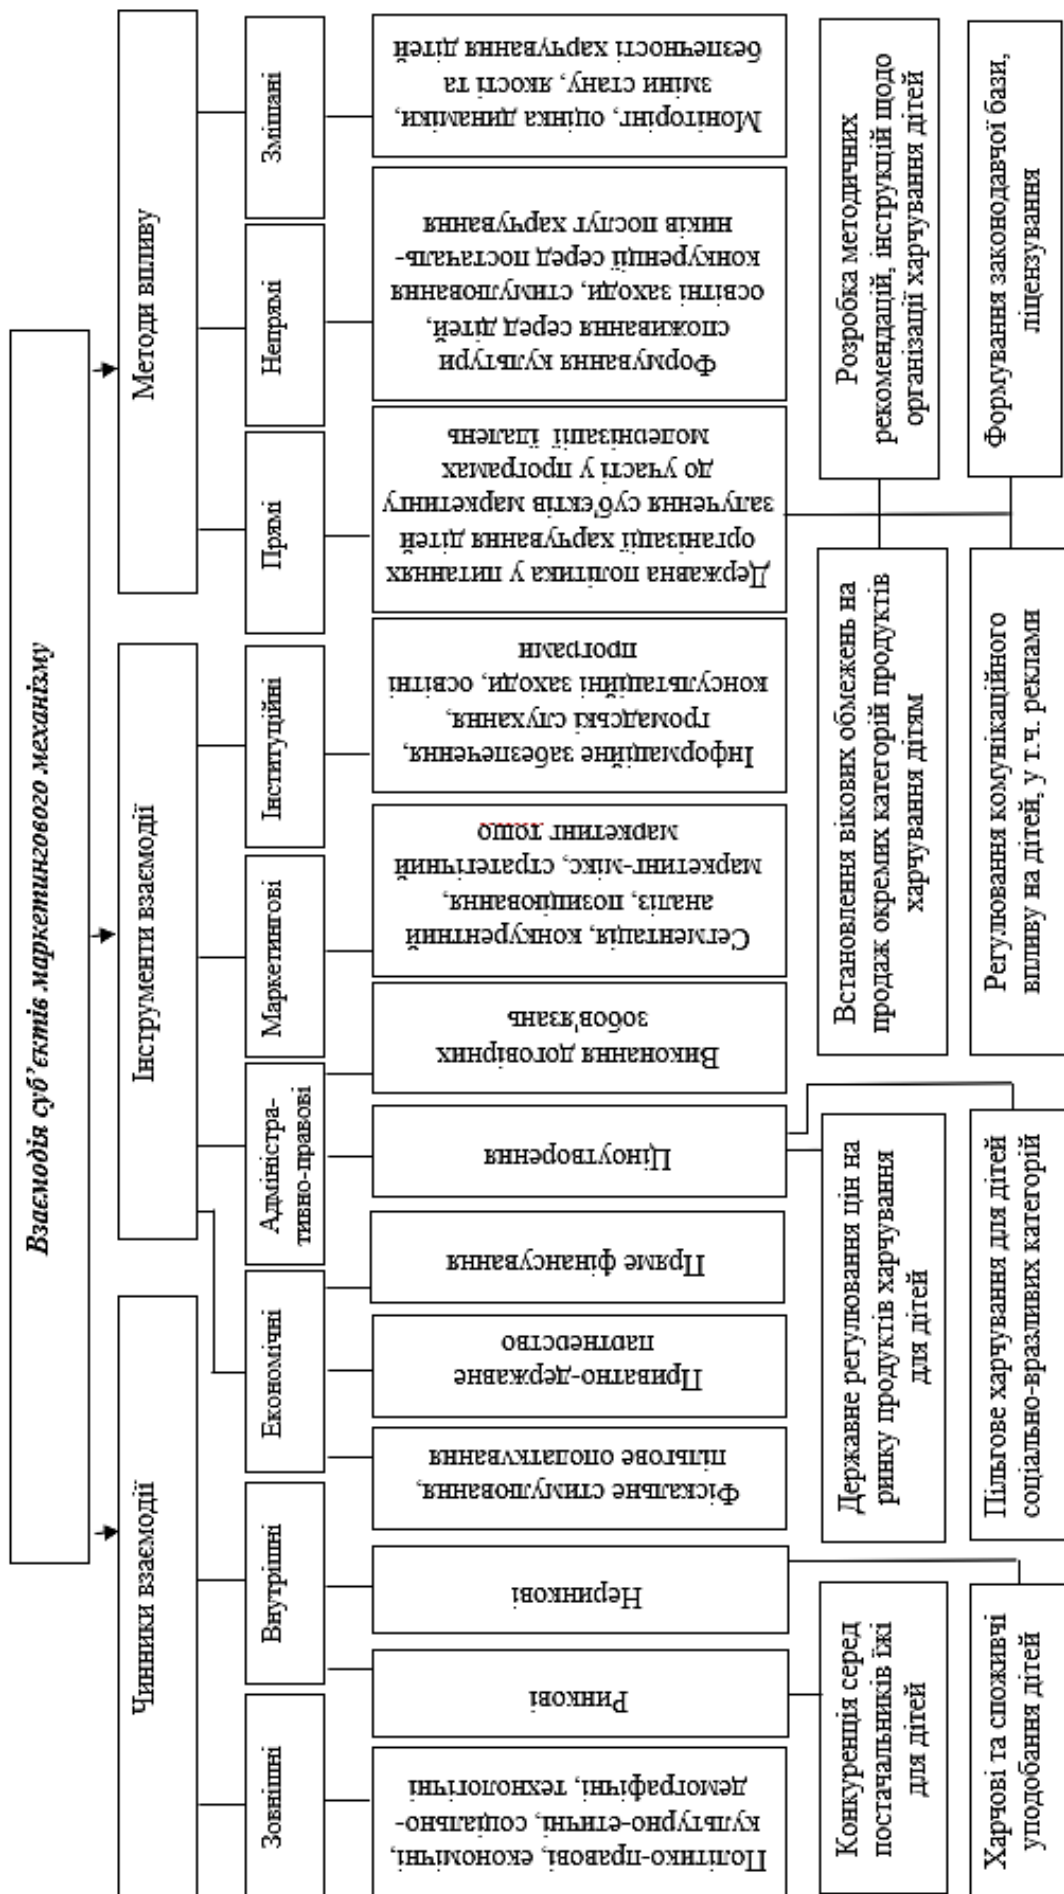 Взаємодія суб’єктів маркетингового механізму
Чинники взаємодії
Інструменти взаємодії
Методи впливу
Зовнішні
Внутрішні
Економічні
Адміністра-
тивно-правові
Маркетингові
Інституційні
Прямі
Непрямі
Змішані
Політико-правові, економічні,
культурно-етичні, соціально-
демографічні, технологічні
Ринкові
Неринкові
Фіскальне стимулювання,
пільгове оподаткування
Приватно-державне
партнерство
Пряме фінансування
Ціноутворення
Виконання договірних
зобов'язань
Сегментація, конкурентний
аналіз, позиціювання,
маркетинг-мікс, стратегічний
маркетинг тощо
Інформаційне забезпечення,
громадські слухання,
консультаційні заходи, освітні
програми
Державна політика у питаннях
організації харчування дітей
залучення суб'єктів маркетингу
до участі у програмах
модернізації їдалень
Формування культури
споживання серед дітей,
освітні заходи, стимулювання
конкуренції серед постачаль-
ників послуг харчування
Моніторинг, оцінка динаміки,
зміни стану, якості та
безпечності харчування дітей
Конкуренція серед
постачальників їжі
для дітей
Державне регулювання цін на
ринку продуктів харчування
для дітей
Встановлення вікових обмежень на
продаж окремих категорій продуктів
харчування дітям
Розробка методичних
рекомендацій, інструкцій щодо
організації харчування дітей
Харчові та споживчі
уподобання дітей
Пільгове харчування для дітей
соціально-вразливих категорій
Регулювання комунікаційного
впливу на дітей, у т.ч. реклами
Формування законодавчої бази,
ліцензування